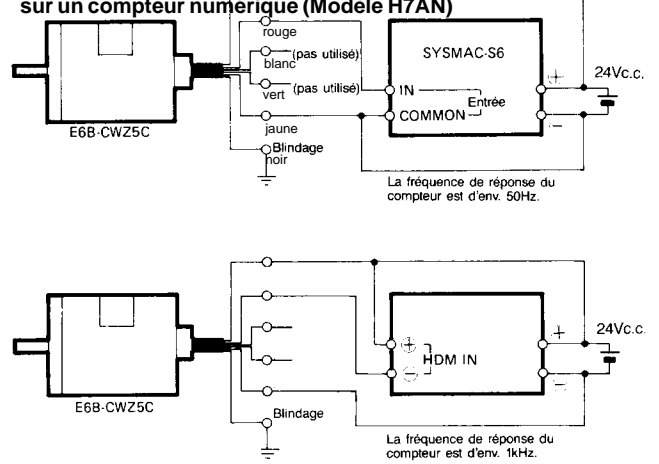 sur un compteur numérique (Modèle H7AN)
rouge
blanc (pas utilisé)
vert (pas utilisé)
jaune
Blindage
noir
E6B-CWZ5C
SYSMAC-S6
IN
Entrée
COMMON
+
−
24Vc.c.
La fréquence de réponse du
compteur est d'env. 50Hz.
E6B-CWZ5C
Blindage
+
HDM IN
−
+
−
24Vc.c.
La fréquence de réponse du
compteur est d'env. 1kHz.